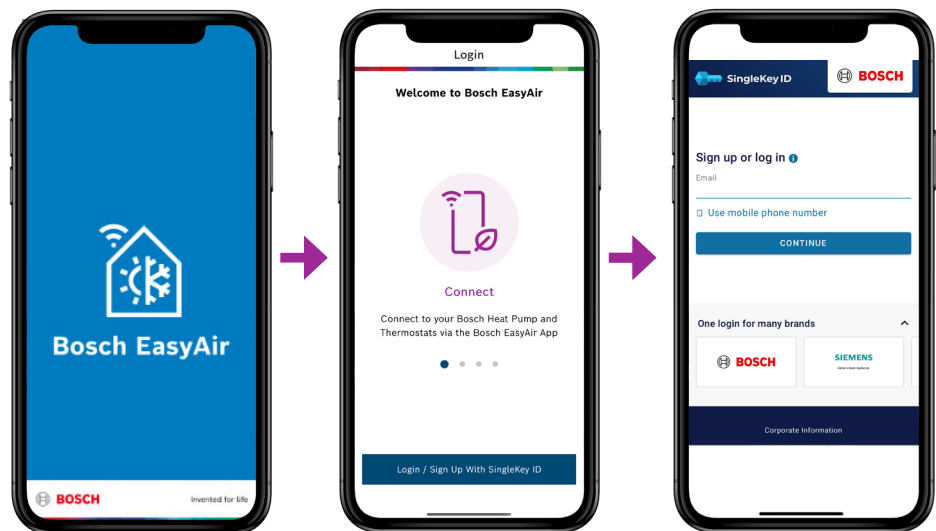 Bosch EasyAir
BOSCH
Invented for life
Login
Welcome to Bosch EasyAir
Connect
Connect to your Bosch Heat Pump and
Thermostats via the Bosch EasyAir App
Login / Sign Up With SingleKey ID
SingleKey ID
BOSCH
Sign up or log in
Email
Use mobile phone number
CONTINUE
One login for many brands
BOSCH
SIEMENS
Corporate Information